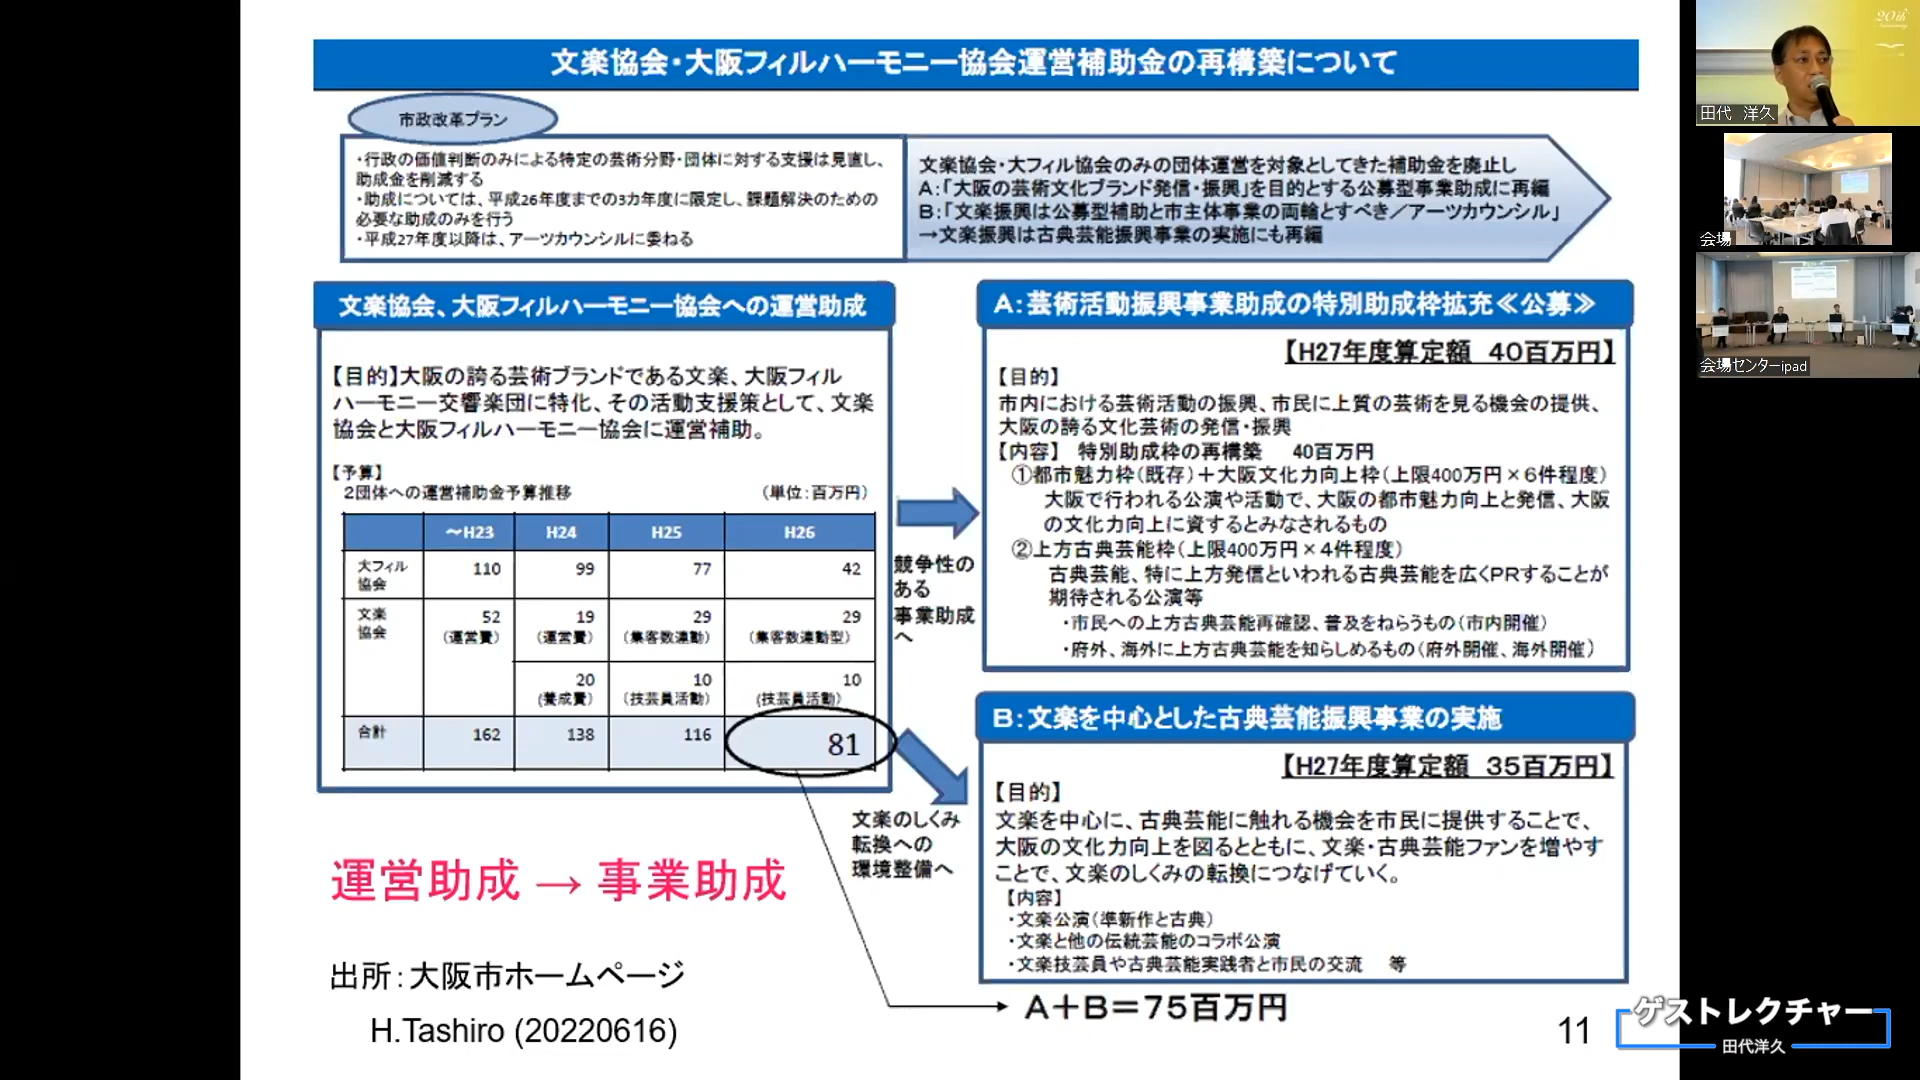 文楽協会・大阪フィルハーモニー協会運営補助金の再構築について
市政改革プラン
・行政の価値判断のみによる特定の芸術分野・団体に対する支援は見直し、
助成金を削減する
・助成については、平成26年度までの3カ年度に限定し、課題解決のための
必要な助成のみを行う
・平成27年度以降は、アーツカウンシルに委ねる
文楽協会・大フィル協会のみの団体運営を対象としてきた補助金を廃止し
A:「大阪の芸術文化ブランド発信・振興」を目的とする公募型事業助成に再編
B:「文楽振興は公募型補助と市主体事業の両輪とすべき／アーツカウンシル」
→文楽振興は古典芸能振興事業の実施にも再編
文楽協会、大阪フィルハーモニー協会への運営助成
【目的】大阪の誇る芸術ブランドである文楽、大阪フィル
ハーモニー交響楽団に特化、その活動支援策として、文楽
協会と大阪フィルハーモニー協会に運営補助。
【予算】
2団体への運営補助金予算推移 （単位:百万円）
～H23 H24 H25 H26
大フィル
協会 110 99 77 42
文楽
協会 52 19 29 29
（運営費） （運営費） （集客数連動） （集客数連動型）
20 10 10
（養成費） （技芸員活動） （技芸員活動）
合計 162 138 116 81
競争性の
ある
事業助成
へ
文楽のしくみ
転換への
環境整備へ
A:芸術活動振興事業助成の特別助成枠拡充≪公募≫
【H27年度算定額 40百万円】
【目的】
市内における芸術活動の振興、市民に上質の芸術を見る機会の提供、
大阪の誇る文化芸術の発信・振興
【内容】 特別助成枠の再構築 40百万円
①都市魅力枠（既存）＋大阪文化力向上枠（上限400万円×6件程度）
大阪で行われる公演や活動で、大阪の都市魅力向上と発信、大阪
の文化力向上に資するとみなされるもの
②上方古典芸能枠（上限400万円×4件程度）
古典芸能、特に上方発信といわれる古典芸能を広くPRすることが
期待される公演等
・市民への上方古典芸能再確認、普及をねらうもの（市内開催）
・府外、海外に上方古典芸能を知らしめるもの（府外開催、海外開催）
B:文楽を中心とした古典芸能振興事業の実施
【H27年度算定額 35百万円】
【目的】
文楽を中心に、古典芸能に触れる機会を市民に提供することで、
大阪の文化力向上を図るとともに、文楽・古典芸能ファンを増やす
ことで、文楽のしくみの転換につなげていく。
【内容】
・文楽公演（準新作と古典）
・文楽と他の伝統芸能のコラボ公演
・文楽技芸員や古典芸能実践者と市民の交流 等
A＋B＝75百万円
運営助成 → 事業助成
出所:大阪市ホームページ
H.Tashiro (20220616)
11
20th
田代 洋久
会場
会場センターipad
ゲストレクチャー
田代洋久